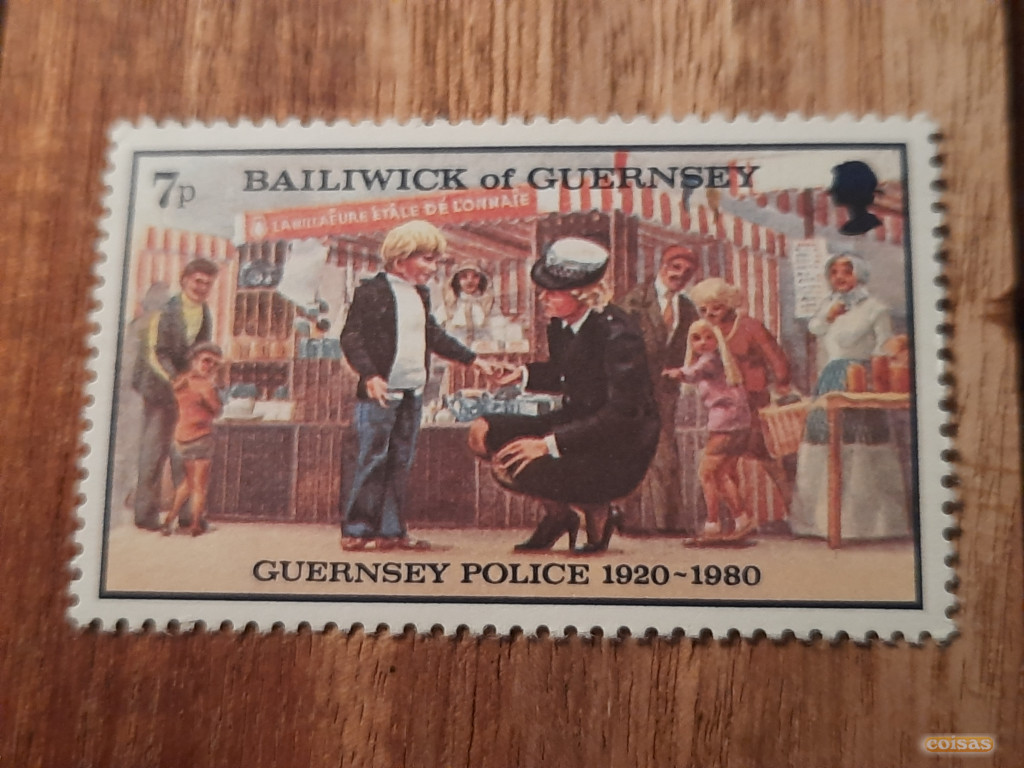 7p
BAILIWICK of GUERNSEY
GUERNSEY POLICE 1920~1980
coisas